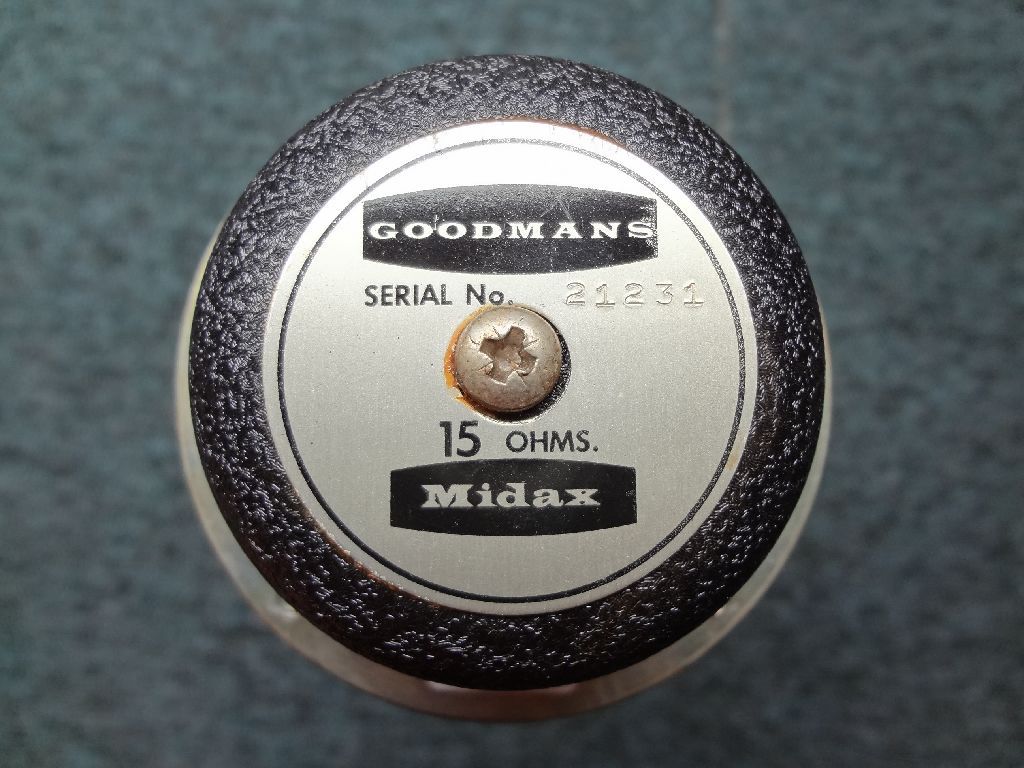 GOODMANS
SERIAL No. 21231
15 OHMS.
Midax